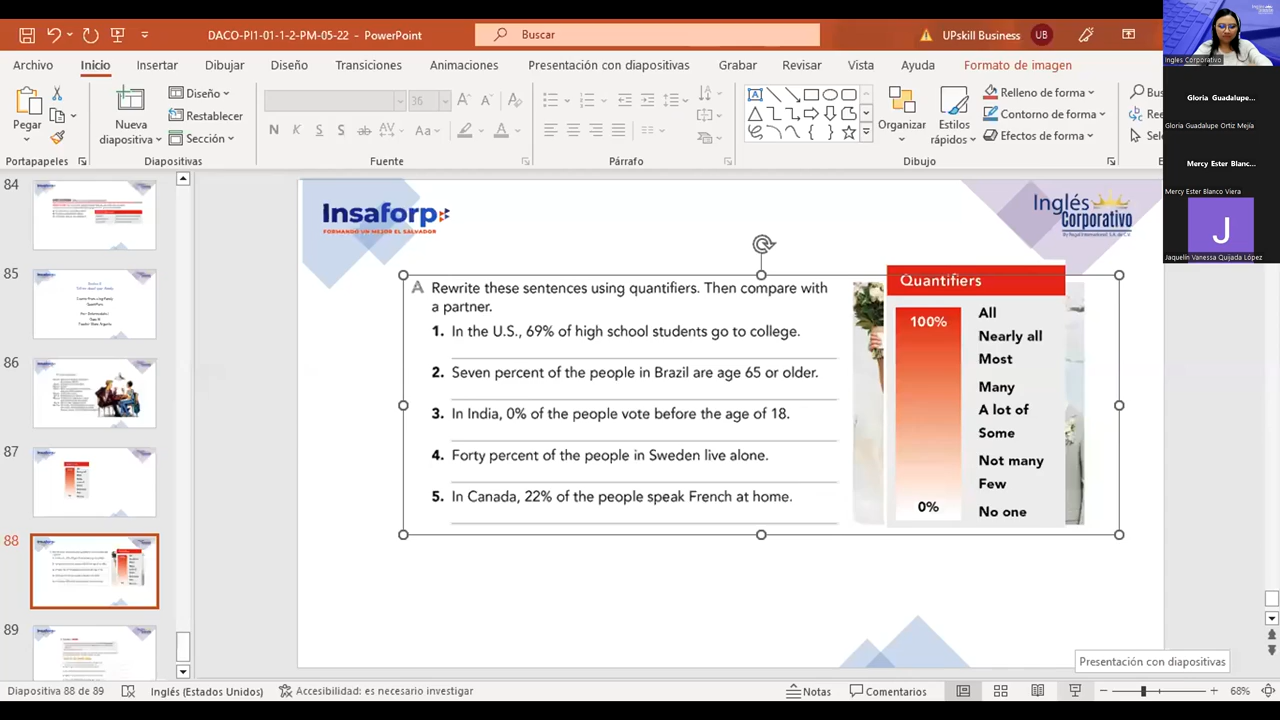 DACO-PI1-01-1-2-PM-05-22 - PowerPoint
Buscar
UPskill Business
UB
Archivo
Inicio
Insertar
Dibujar
Diseño
Transiciones
Animaciones
Presentación con diapositivas
Grabar
Revisar
Vista
Ayuda
Formato de imagen
Pegar
Portapapeles
Nueva diapositiva
Diseño
Restablecer
Sección
Diapositivas
36
N
K
S
S
ab
AV
Aa
A
Fuente
Párrafo
Organizar
Estilos rápidos
Relleno de forma
Contorno de forma
Efectos de forma
Dibujo
Bu
Ree
Sele
E
84
85
86
87
88
89
Insaforp
FORMANDO UN MEJOR EL SALVADOR
Inglés
Corporativo
A Rewrite these sentences using quantifiers. Then compare with
a partner.
1. In the U.S., 69% of high school students go to college.
2. Seven percent of the people in Brazil are age 65 or older.
3. In India, 0% of the people vote before the age of 18.
4. Forty percent of the people in Sweden live alone.
5. In Canada, 22% of the people speak French at home.
Quantifiers
100%
All
Nearly all
Most
Many
A lot of
Some
Not many
Few
0%
No one
Presentación con diapositivas
Diapositiva 88 de 89
Inglés (Estados Unidos)
Accesibilidad: es necesario investigar
Notas
Comentarios
68%
Ingles Corporativo
Gloria Guadalupe...
Gloria Guadalupe Ortiz Mejía
Mercy Ester Blanc...
Mercy Ester Blanco Viera
J
Jaquelin Vanessa Quijada López